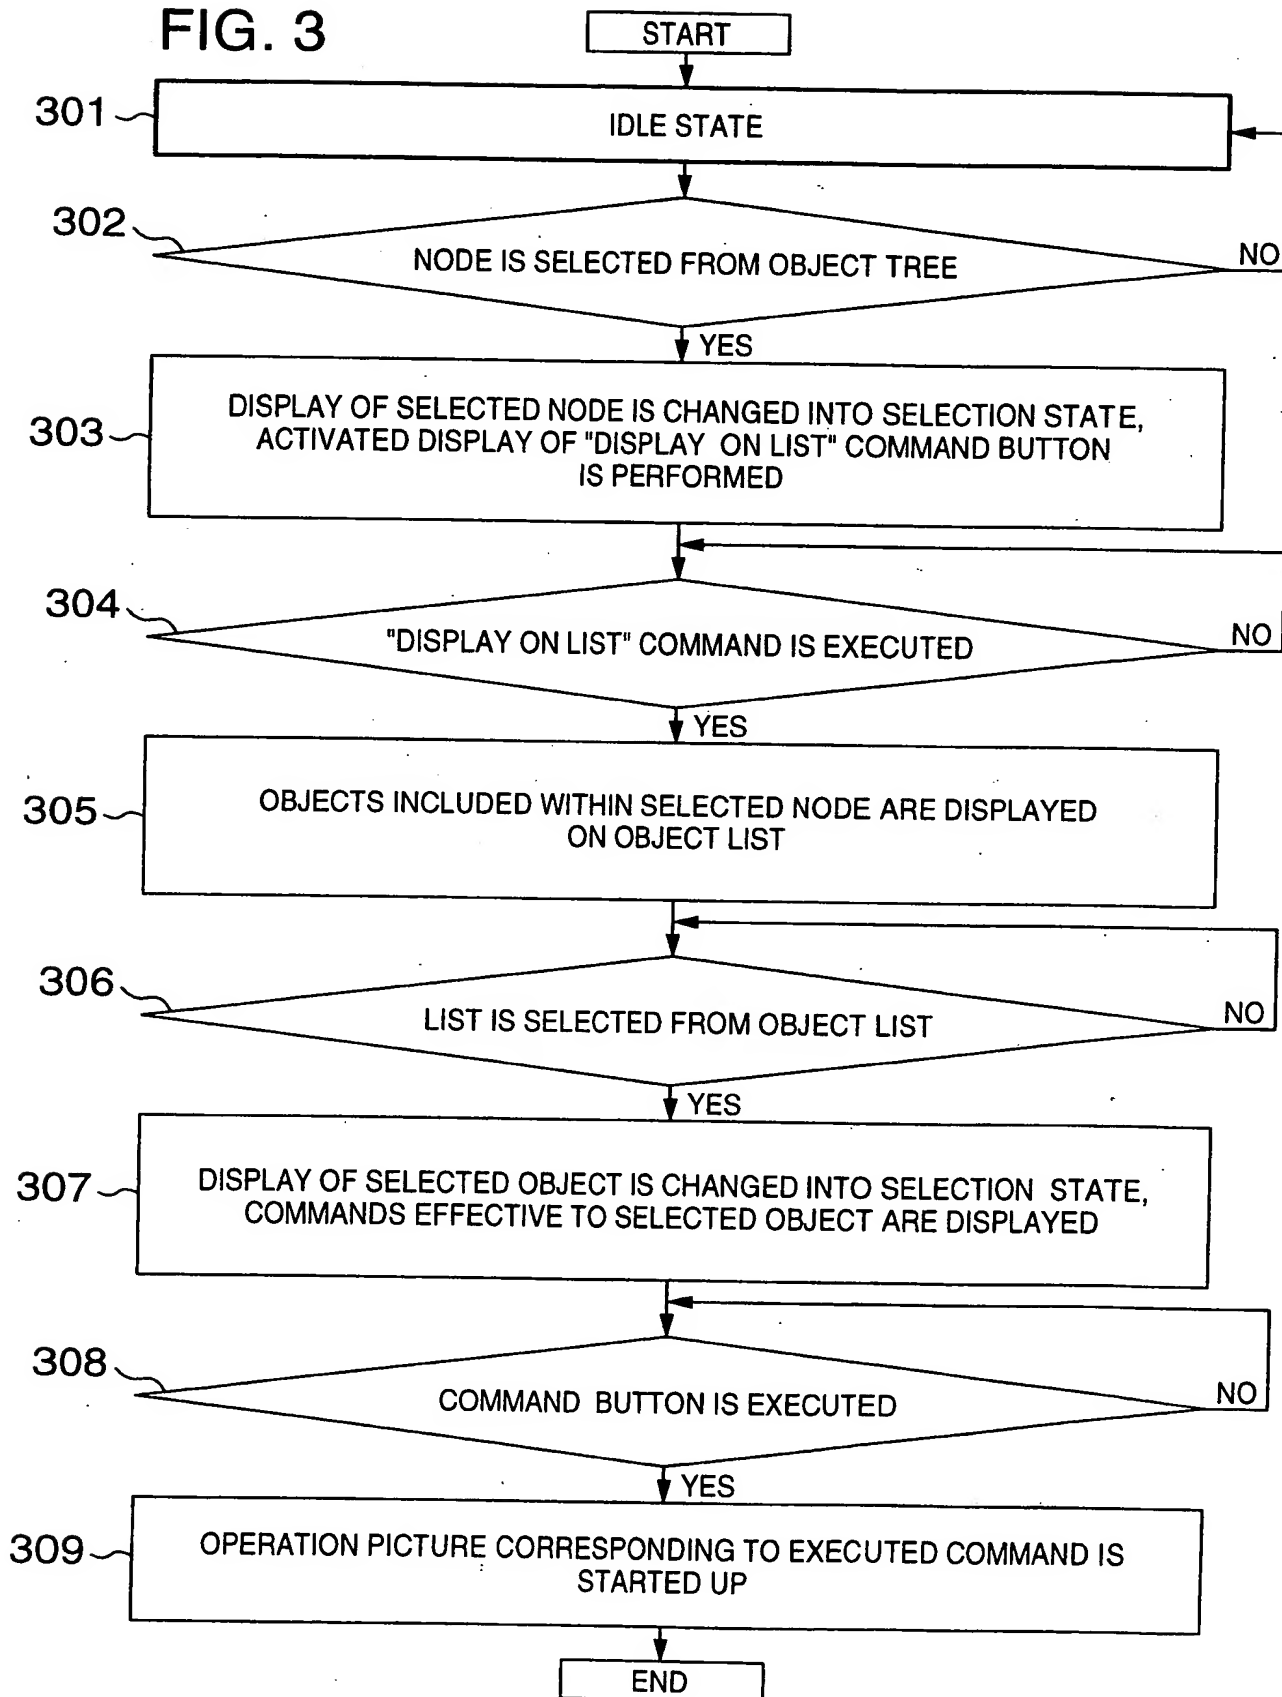 FIG. 3
START
301
IDLE STATE
302
NODE IS SELECTED FROM OBJECT TREE
NO
YES
303
DISPLAY OF SELECTED NODE IS CHANGED INTO SELECTION STATE,
ACTIVATED DISPLAY OF "DISPLAY ON LIST" COMMAND BUTTON
IS PERFORMED
304
"DISPLAY ON LIST" COMMAND IS EXECUTED
NO
YES
305
OBJECTS INCLUDED WITHIN SELECTED NODE ARE DISPLAYED
ON OBJECT LIST
306
LIST IS SELECTED FROM OBJECT LIST
NO
YES
307
DISPLAY OF SELECTED OBJECT IS CHANGED INTO SELECTION STATE,
COMMANDS EFFECTIVE TO SELECTED OBJECT ARE DISPLAYED
308
COMMAND BUTTON IS EXECUTED
NO
YES
309
OPERATION PICTURE CORRESPONDING TO EXECUTED COMMAND IS
STARTED UP
END